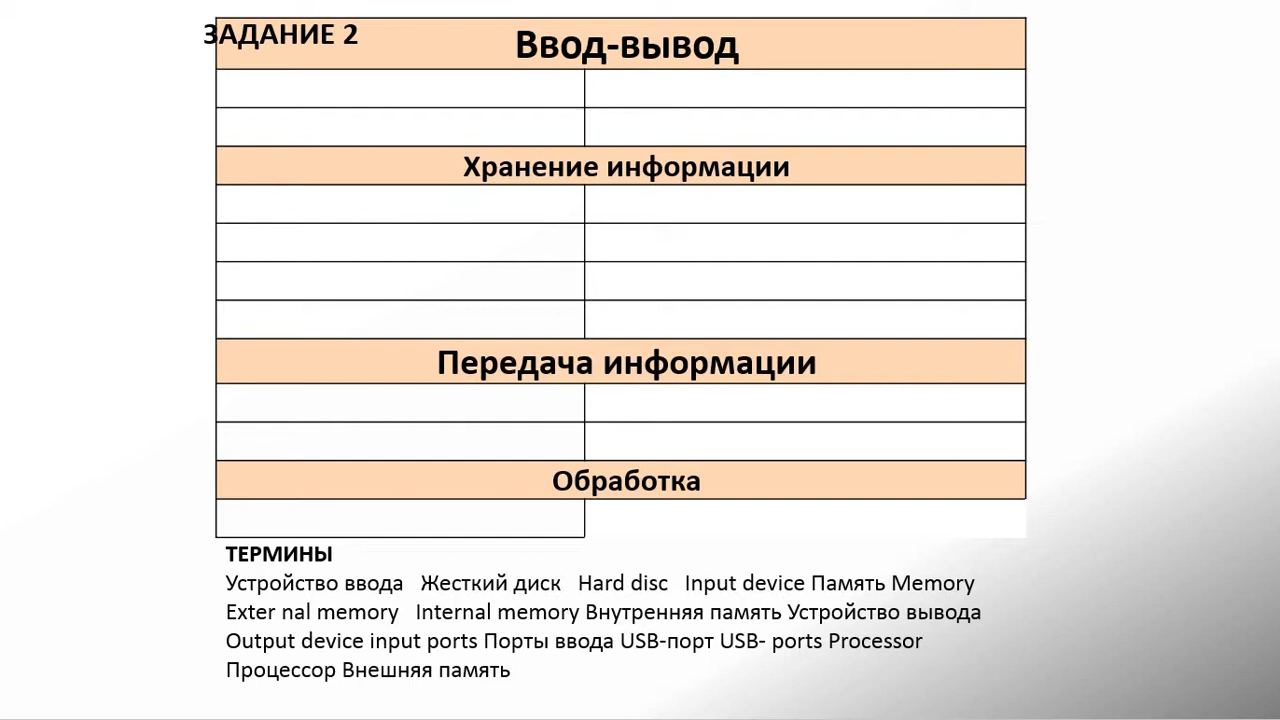 ЗАДАНИЕ 2
Ввод-вывод
Хранение информации
Передача информации
Обработка
ТЕРМИНЫ
Устройство ввода Жесткий диск Hard disc Input device Память Memory
Exter nal memory Internal memory Внутренняя память Устройство вывода
Output device input ports Порты ввода USB-порт USB- ports Processor
Процессор Внешняя память